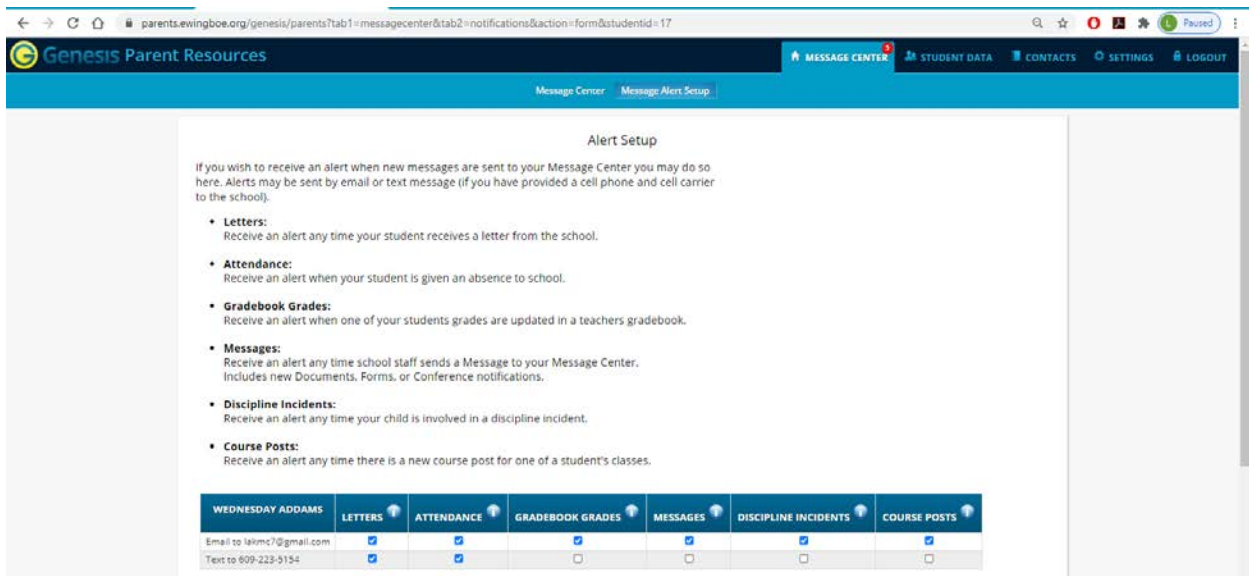 parents.ewingboe.org/genesis/parents?tab1=messagecenter&tab2=notifications&action=form&studentid=17
L Paused
Genesis Parent Resources
MESSAGE CENTER 5 STUDENT DATA CONTACTS SETTINGS LOGOUT
Message Center Message Alert Setup
Alert Setup
If you wish to receive an alert when new messages are sent to your Message Center you may do so
here. Alerts may be sent by email or text message (if you have provided a cell phone and cell carrier
to the school).
• Letters:
Receive an alert any time your student receives a letter from the school.
• Attendance:
Receive an alert when your student is given an absence to school.
• Gradebook Grades:
Receive an alert when one of your students grades are updated in a teachers gradebook.
• Messages:
Receive an alert any time school staff sends a Message to your Message Center.
Includes new Documents, Forms, or Conference notifications.
• Discipline Incidents:
Receive an alert any time your child is involved in a discipline incident.
• Course Posts:
Receive an alert any time there is a new course post for one of a student's classes.
WEDNESDAY ADDAMS LETTERS ATTENDANCE GRADEBOOK GRADES MESSAGES DISCIPLINE INCIDENTS COURSE POSTS
Email to lakmc7@gmail.com
Text to 609-223-5154